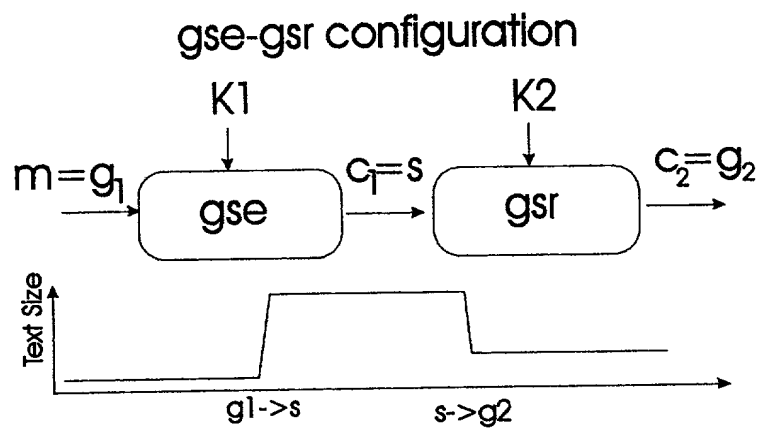 gse-gsr configuration
K1
K2
m=g₁
gse
c₁=s
gsr
c₂=g₂
Text Size
g1->s
s->g2